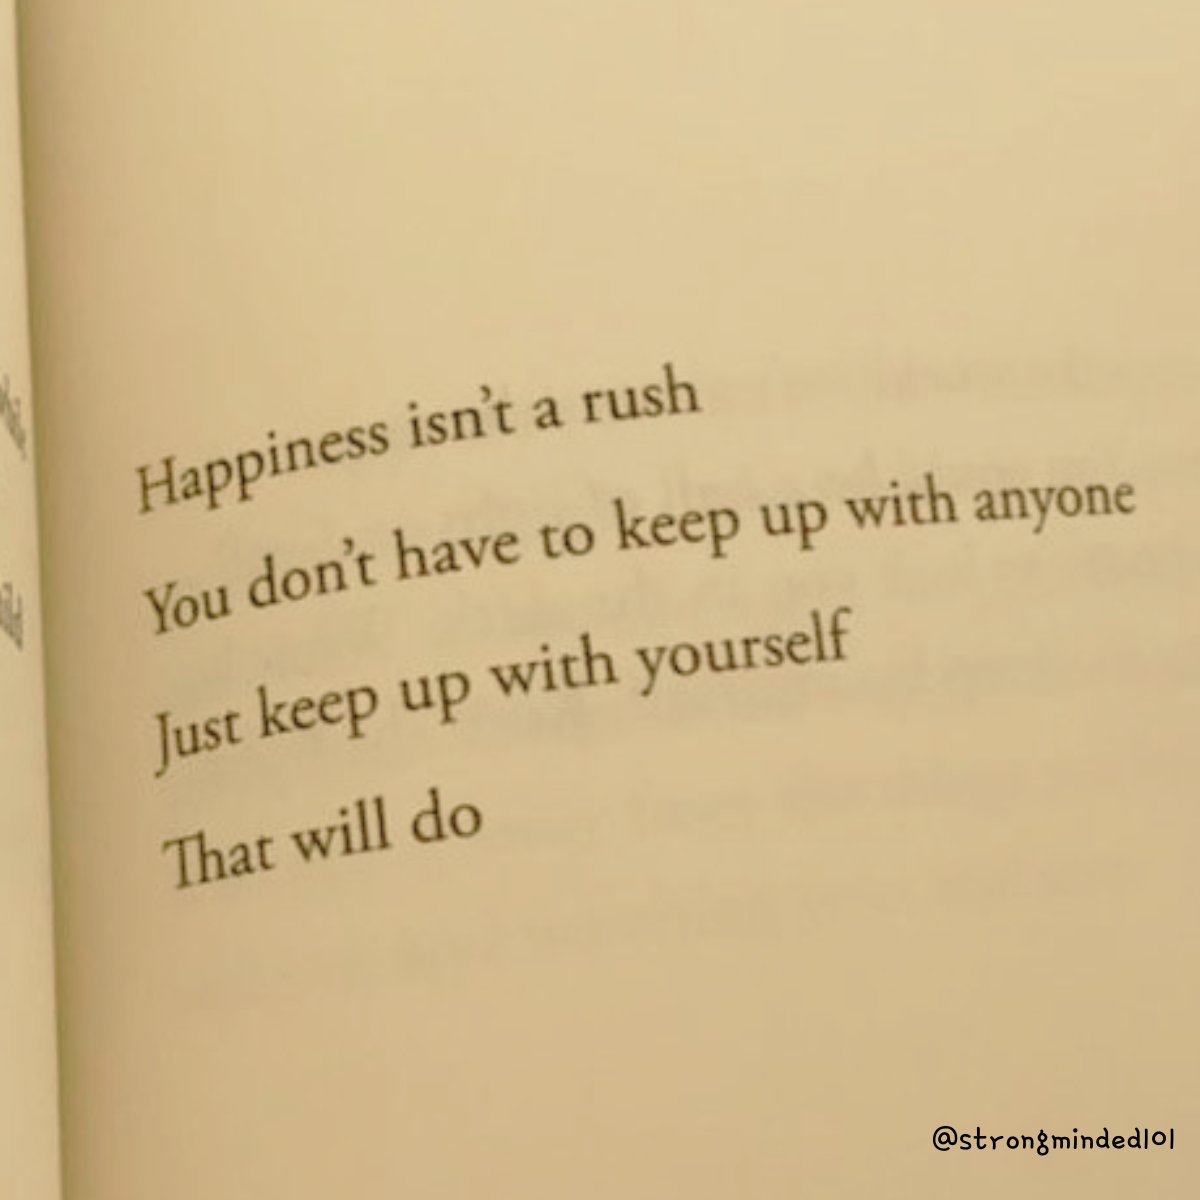 Happiness isn't a rush
You don't have to keep up with anyone
Just keep up with yourself
That will do
@strongminded101